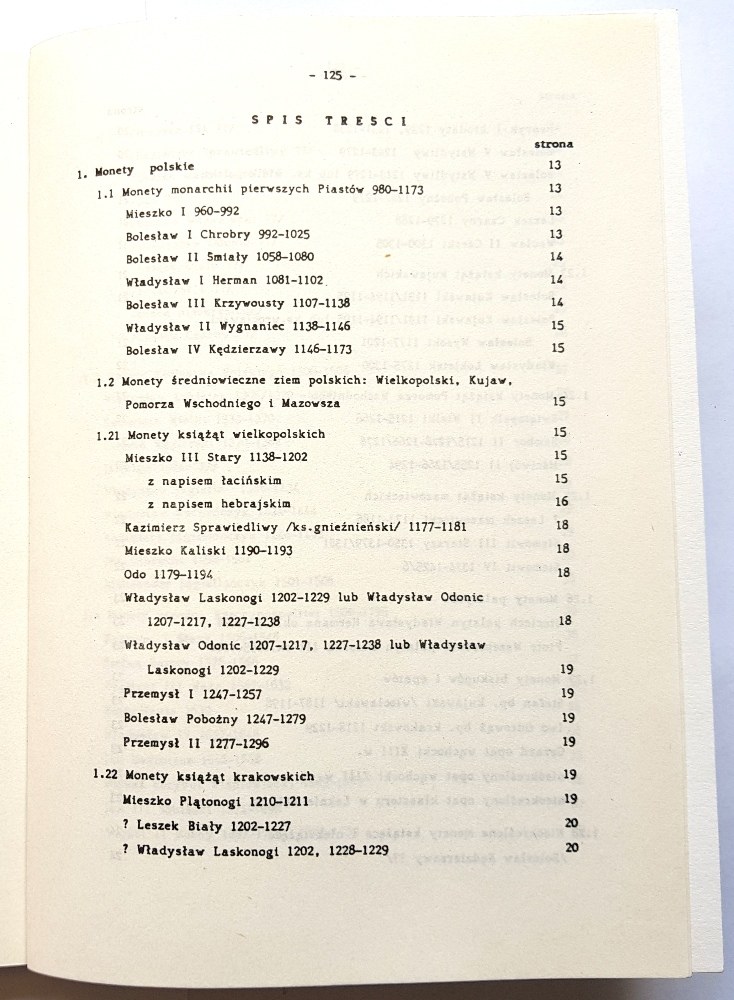 - 125 -
SPIS TREŚCI
strona
1. Monety polskie 13
1.1 Monety monarchii pierwszych Piastów 980-1173 13
Mieszko I 960-992 13
Bolesław I Chrobry 992-1025 13
Bolesław II Smiały 1058-1080 14
Władysław I Herman 1081-1102 14
Bolesław III Krzywousty 1107-1138 14
Władysław II Wygnaniec 1138-1146 15
Bolesław IV Kędzierzawy 1146-1173 15
1.2 Monety średniowieczne ziem polskich: Wielkopolski, Kujaw,
Pomorza Wschodniego i Mazowsza 15
1.21 Monety książąt wielkopolskich 15
Mieszko III Stary 1138-1202 15
z napisem łacińskim 15
z napisem hebrajskim 16
Kazimierz Sprawiedliwy /ks.gnieźnieński/ 1177-1181 18
Mieszko Kaliski 1190-1193 18
Odo 1179-1194 18
Władysław Laskonogi 1202-1229 lub Władysław Odonic
1207-1217, 1227-1238 18
Władysław Odonic 1207-1217, 1227-1238 lub Władysław
Laskonogi 1202-1229 19
Przemysł I 1247-1257 19
Bolesław Pobożny 1247-1279 19
Przemysł II 1277-1296 19
1.22 Monety książąt krakowskich 19
Mieszko Plątonogi 1210-1211 19
? Leszek Biały 1202-1227 20
? Władysław Laskonogi 1202, 1228-1229 20